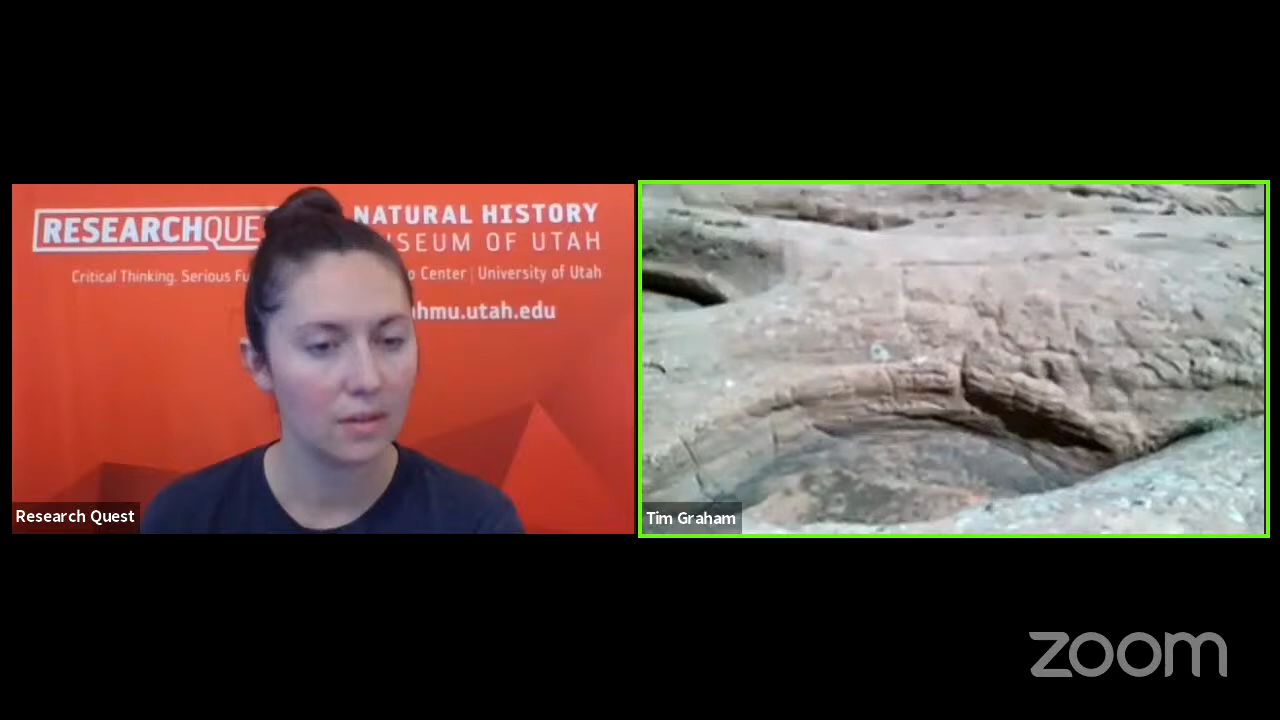 RESEARCHQUE
NATURAL HISTORY
SEUM OF UTAH
Critical Thinking. Serious Fu
Center | University of Utah
hmu.utah.edu
Research Quest
Tim Graham
zoom